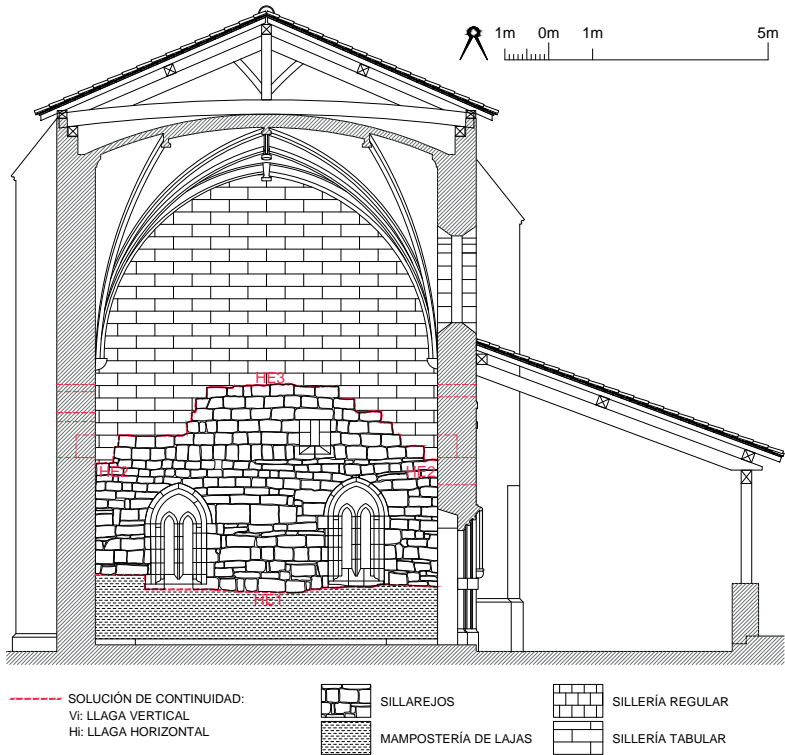 1m 0m 1m 5m
HE3
HE2 HE2
HE1
SOLUCIÓN DE CONTINUIDAD:
Vi: LLAGA VERTICAL
Hi: LLAGA HORIZONTAL
SILLAREJOS
MAMPOSTERÍA DE LAJAS
SILLERÍA REGULAR
SILLERÍA TABULAR